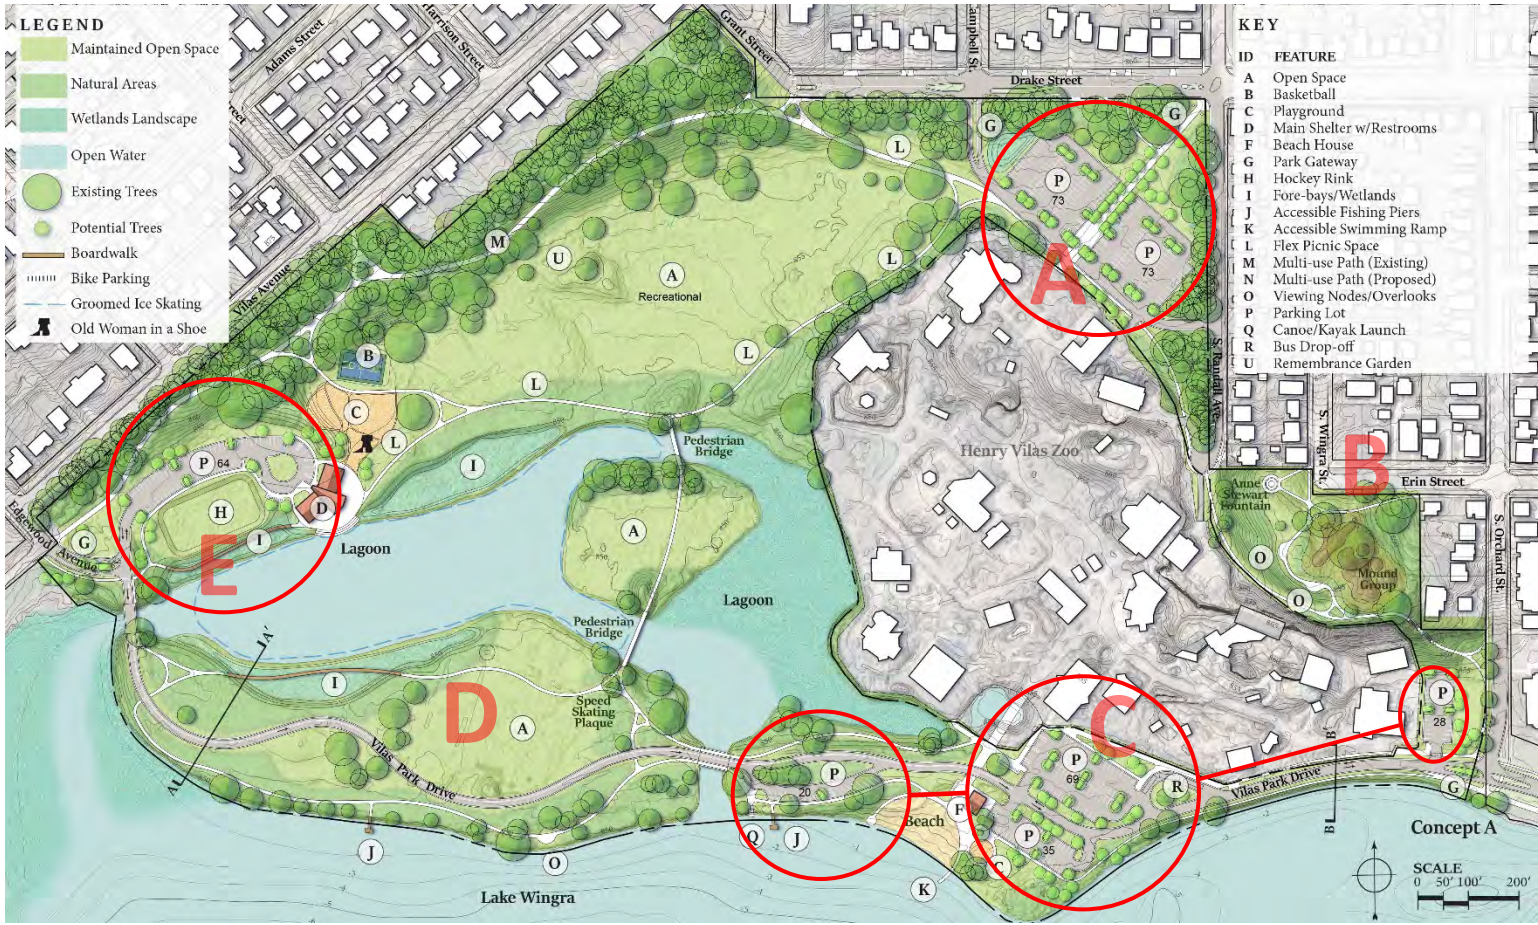 LEGEND
Maintained Open Space
Natural Areas
Wetlands Landscape
Open Water
Existing Trees
Potential Trees
Boardwalk
Bike Parking
Groomed Ice Skating
Old Woman in a Shoe
KEY
ID FEATURE
A Open Space
B Basketball
C Playground
D Main Shelter w/Restrooms
F Beach House
G Park Gateway
H Hockey Rink
I Fore-bays/Wetlands
J Accessible Fishing Piers
K Accessible Swimming Ramp
L Flex Picnic Space
M Multi-use Path (Existing)
N Multi-use Path (Proposed)
O Viewing Nodes/Overlooks
P Parking Lot
Q Canoe/Kayak Launch
R Bus Drop-off
U Remembrance Garden
Adams Street
Harrison Street
Grant Street
Campbell St.
Drake Street
G
G
L
P
73
P
73
A
M
U
A
Recreational
L
Vilas Avenue
B
L
L
C
L
S. Randall Ave.
S Wingra St.
B
Erin Street
S. Orchard St.
Pedestrian
Bridge
Henry Vilas Zoo
Anne
Stewart
Fountain
P 64
I
H
D
I
E
G
Edgewood
Avenue
Lagoon
A
O
Mound
Group
O
Lagoon
Pedestrian
Bridge
A'
I
Speed
Skating
Plaque
D
A
A
Vilas Park Drive
C
P
28
P
20
P
69
R
B'
Vilas Park Drive
G
F
Beach
P
35
C
J
O
Q
J
K
B
Lake Wingra
Concept A
SCALE
0 50' 100' 200'